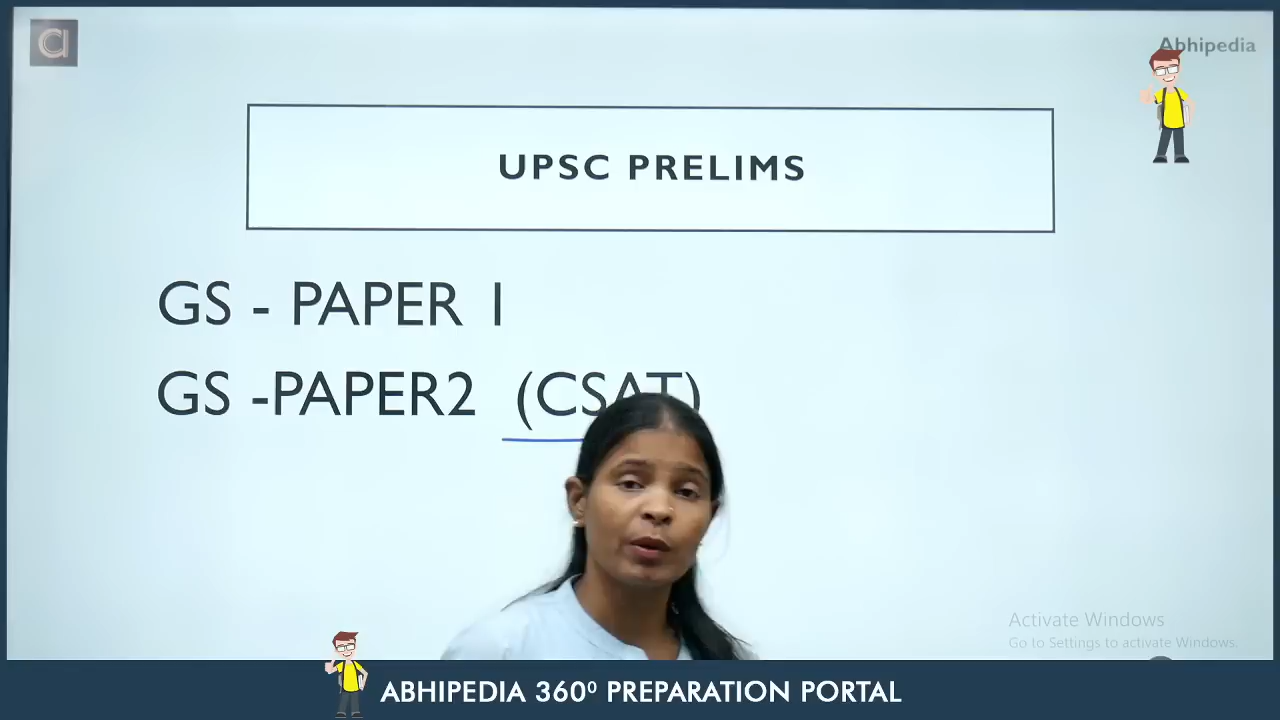 Abhipedia
UPSC PRELIMS
GS - PAPER 1
GS -PAPER2 (CSAT)
Activate Windows
Go to Settings to activate Windows.
ABHIPEDIA 360⁰ PREPARATION PORTAL